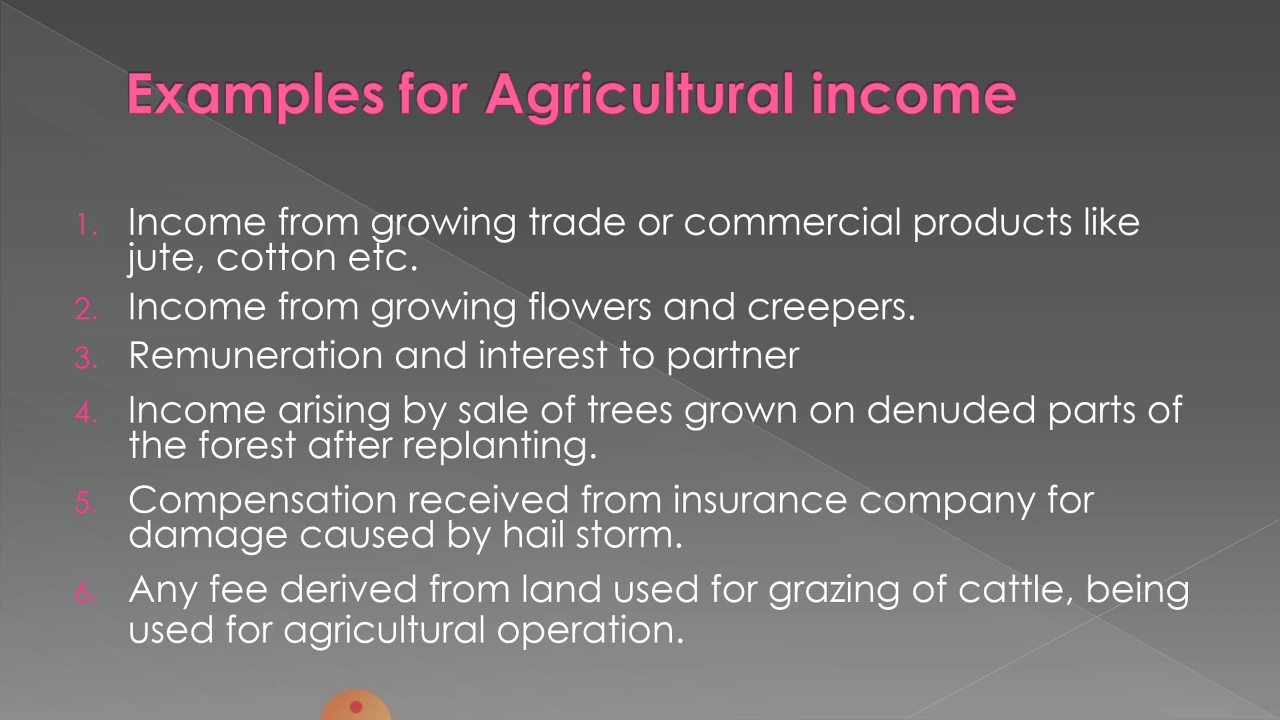 Examples for Agricultural income
1. Income from growing trade or commercial products like
jute, cotton etc.
2. Income from growing flowers and creepers.
3. Remuneration and interest to partner
4. Income arising by sale of trees grown on denuded parts of
the forest after replanting.
5. Compensation received from insurance company for
damage caused by hail storm.
6. Any fee derived from land used for grazing of cattle, being
used for agricultural operation.